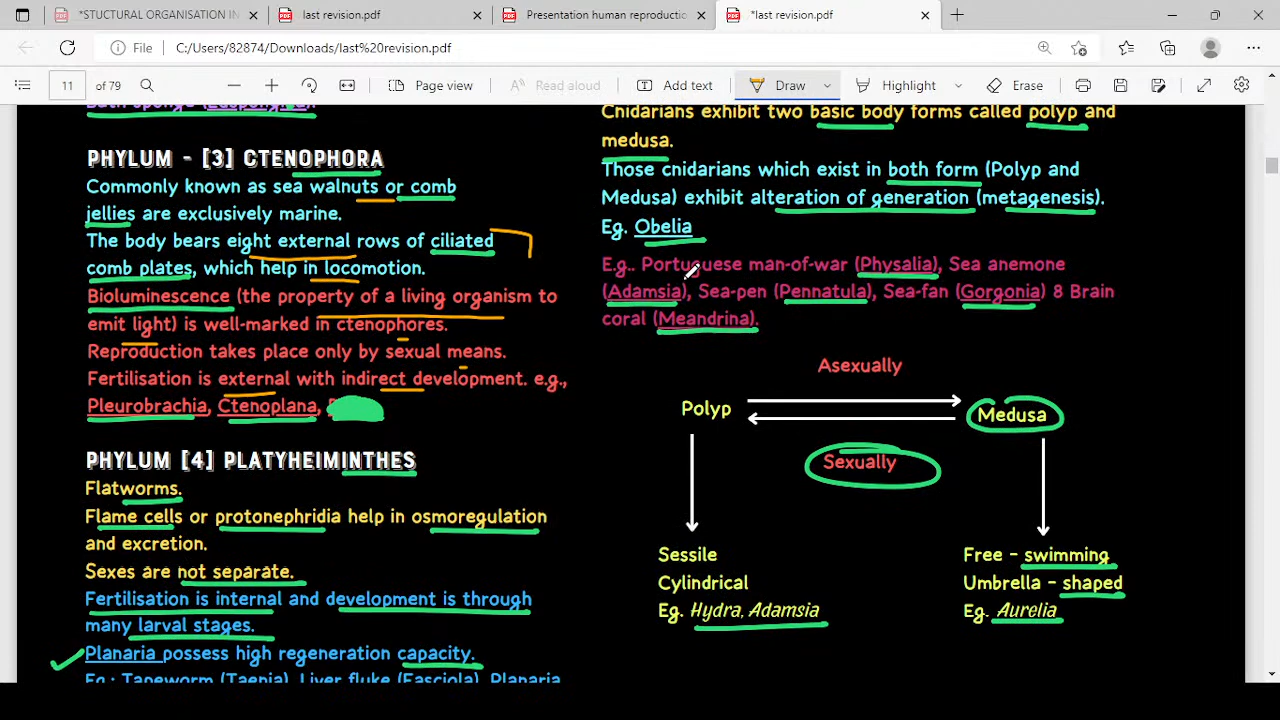 *STUCTURAL ORGANISATION IN
last revision.pdf
Presentation human reproductio
*last revision.pdf
File
C:/Users/82874/Downloads/last%20revision.pdf
11 of 79
Page view
Read aloud
Add text
Draw
Highlight
Erase
PHYLUM - [3] CTENOPHORA
Commonly known as sea walnuts or comb
jellies are exclusively marine.
The body bears eight external rows of ciliated
comb plates, which help in locomotion.
Bioluminescence (the property of a living organism to
emit light) is well-marked in ctenophores.
Reproduction takes place only by sexual means.
Fertilisation is external with indirect development. e.g.,
Pleurobrachia, Ctenoplana,
PHYLUM [4] PLATYHEIMINTHES
Flatworms.
Flame cells or protonephridia help in osmoregulation
and excretion.
Sexes are not separate.
Fertilisation is internal and development is through
many larval stages.
Planaria possess high regeneration capacity.
Eg.: Tapeworm (Taenia), Liver fluke (Fasciola), Planaria
Cnidarians exhibit two basic body forms called polyp and
medusa.
Those cnidarians which exist in both form (Polyp and
Medusa) exhibit alteration of generation (metagenesis).
Eg. Obelia
E.g.. Portuguese man-of-war (Physalia), Sea anemone
(Adamsia), Sea-pen (Pennatula), Sea-fan (Gorgonia) 8 Brain
coral (Meandrina).
Asexually
Polyp
Medusa
Sexually
Sessile
Cylindrical
Eg. Hydra, Adamsia
Free - swimming
Umbrella - shaped
Eg. Aurelia